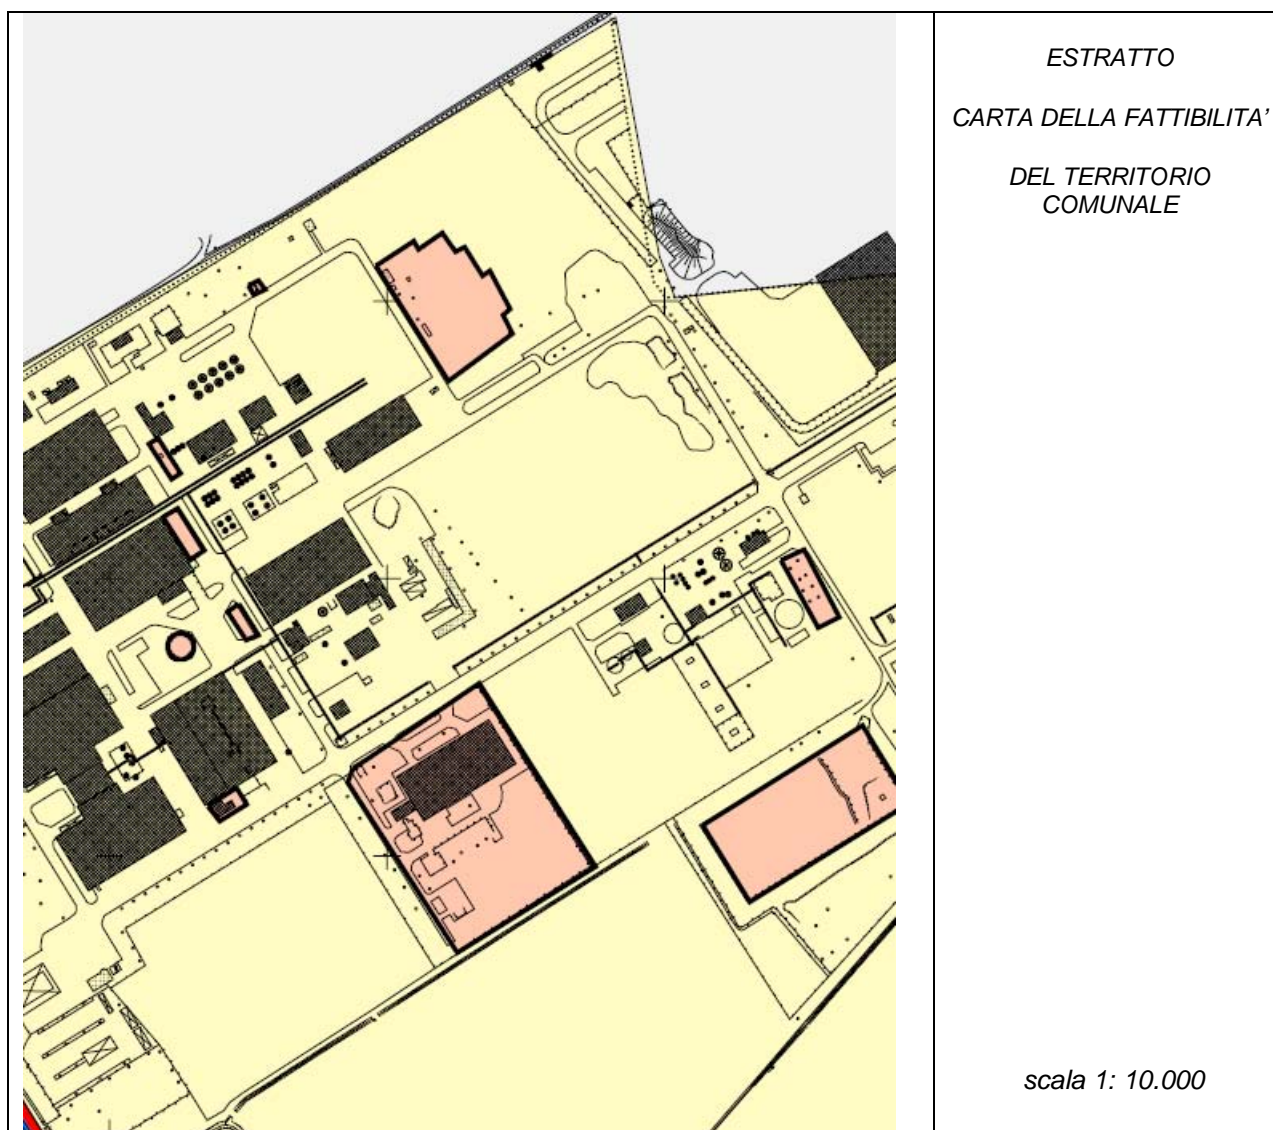 ESTRATTO
CARTA DELLA FATTIBILITA’
DEL TERRITORIO
COMUNALE
scala 1: 10.000